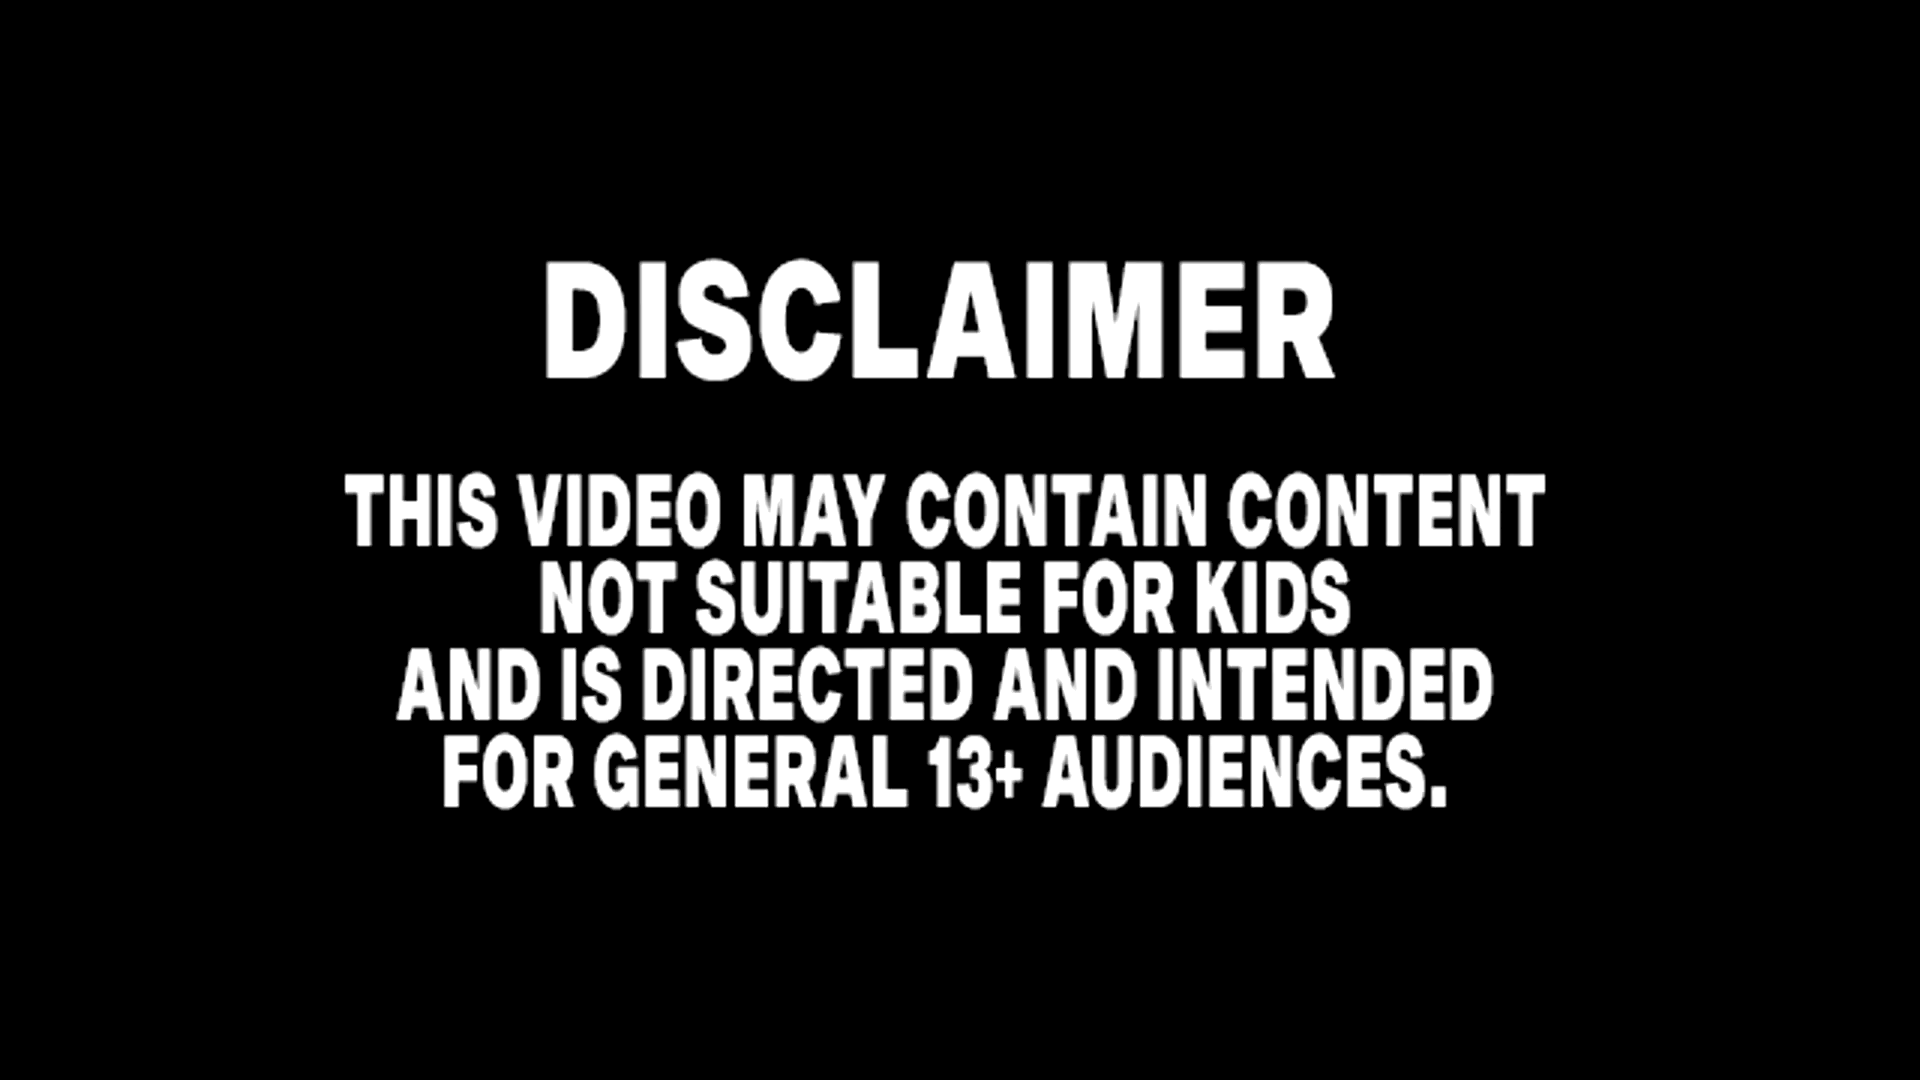 DISCLAIMER
THIS VIDEO MAY CONTAIN CONTENT
NOT SUITABLE FOR KIDS
AND IS DIRECTED AND INTENDED
FOR GENERAL 13+ AUDIENCES.